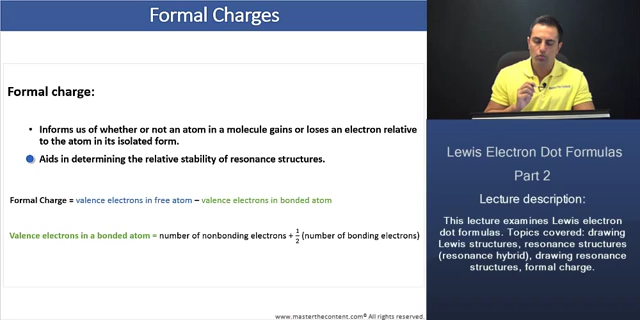 Formal Charges
Formal charge:
• Informs us of whether or not an atom in a molecule gains or loses an electron relative
to the atom in its isolated form.
Aids in determining the relative stability of resonance structures.
Formal Charge = valence electrons in free atom – valence electrons in bonded atom
Valence electrons in a bonded atom = number of nonbonding electrons + 1/2 (number of bonding electrons)
www.masterthecontent.com® All rights reserved.
Lewis Electron Dot Formulas
Part 2
Lecture description:
This lecture examines Lewis electron
dot formulas. Topics covered: drawing
Lewis structures, resonance structures
(resonance hybrid), drawing resonance
structures, formal charge.